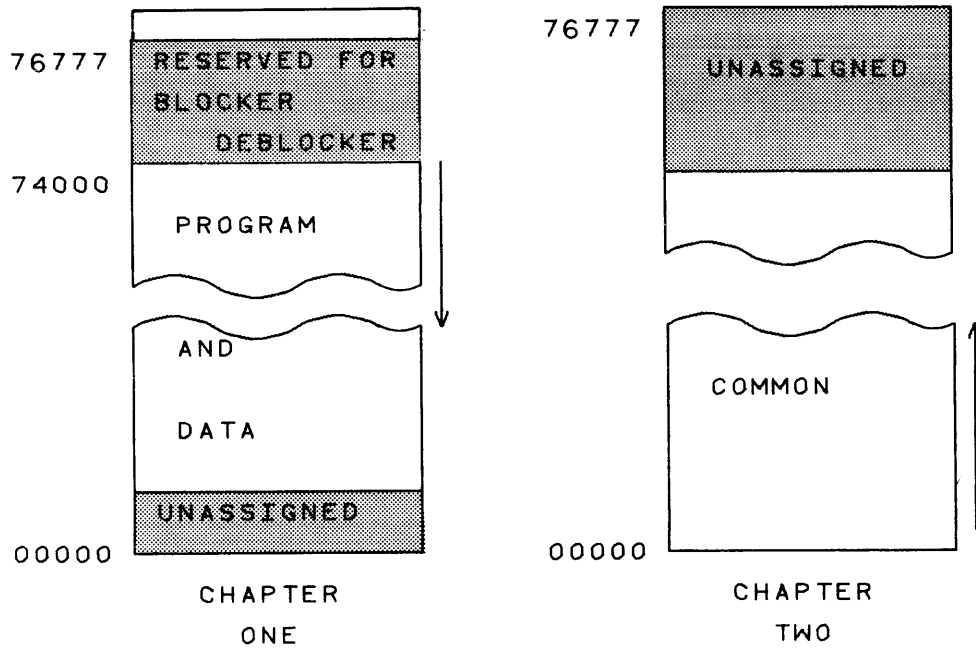 76777
RESERVED FOR
BLOCKER
DEBLOCKER
74000
PROGRAM
AND
DATA
UNASSIGNED
00000
CHAPTER
ONE
76777
UNASSIGNED
COMMON
00000
CHAPTER
TWO